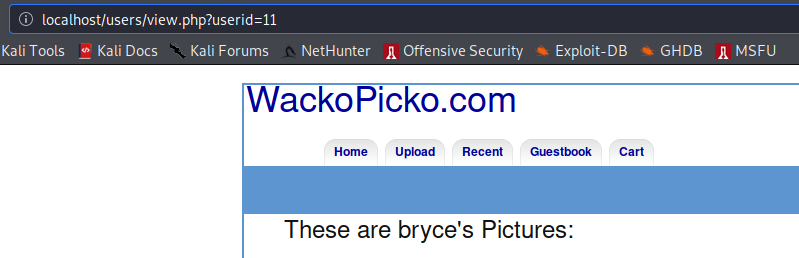 localhost/users/view.php?userid=11
Kali Tools Kali Docs Kali Forums NetHunter Offensive Security Exploit-DB GHDB MSFU
WackoPicko.com
Home Upload Recent Guestbook Cart
These are bryce's Pictures: